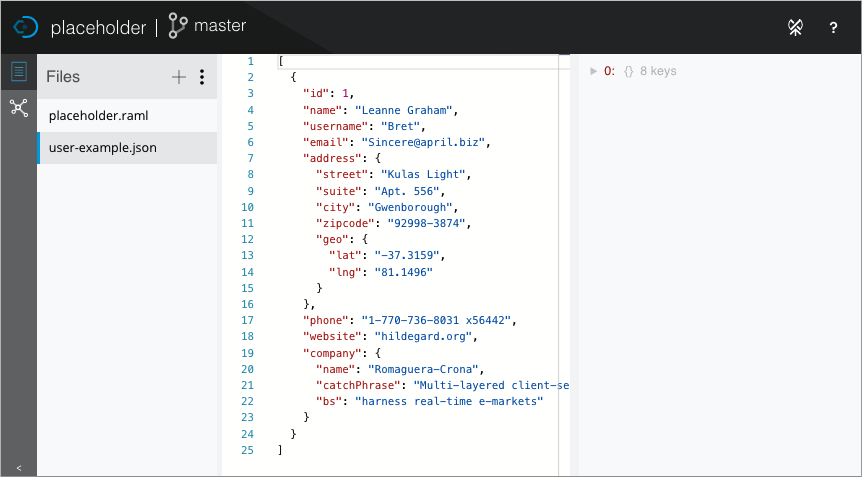 placeholder | master ?
Files + 
placeholder.raml
user-example.json
1 [
2 {
3 "id": 1,
4 "name": "Leanne Graham",
5 "username": "Bret",
6 "email": "Sincere@april.biz",
7 "address": {
8 "street": "Kulas Light",
9 "suite": "Apt. 556",
10 "city": "Gwenborough",
11 "zipcode": "92998-3874",
12 "geo": {
13 "lat": "-37.3159",
14 "lng": "81.1496"
15 }
16 },
17 "phone": "1-770-736-8031 x56442",
18 "website": "hildegard.org",
19 "company": {
20 "name": "Romaguera-Crona",
21 "catchPhrase": "Multi-layered client-se
22 "bs": "harness real-time e-markets"
23 }
24 }
25 ]
0: {} 8 keys
<